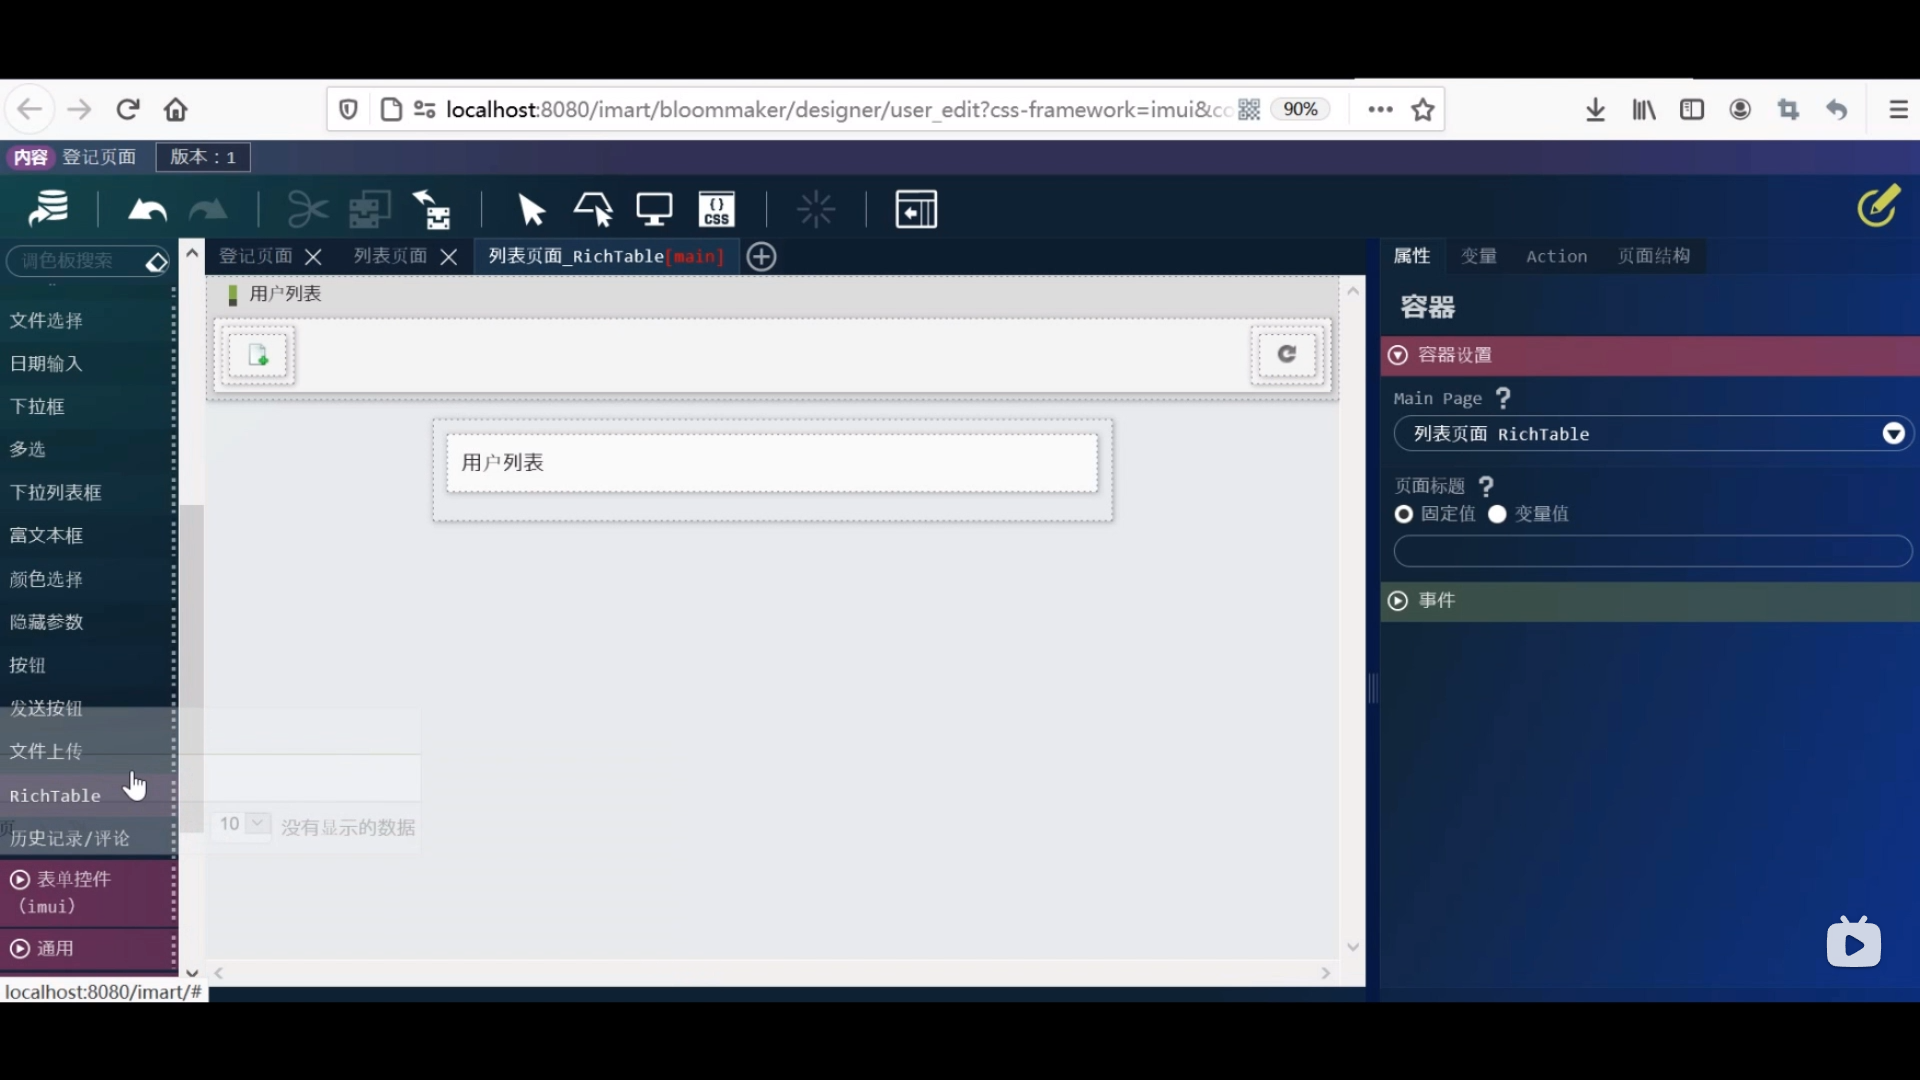 localhost:8080/imart/bloommaker/designer/user_edit?css-framework=imui&cc
90%
内容 登记页面 版本：1
{} CSS
调色板搜索
登记页面 列表页面 列表页面_RichTable[main]
属性 变量 Action 页面结构
用户列表
用户列表
文件选择
日期输入
下拉框
多选
下拉列表框
富文本框
颜色选择
隐藏参数
按钮
发送按钮
文件上传
RichTable
历史记录/评论
表单控件
(imui)
通用
10 没有显示的数据
页
容器
容器设置
Main Page ?
列表页面 RichTable
页面标题 ?
固定值 变量值
事件
localhost:8080/imart/#